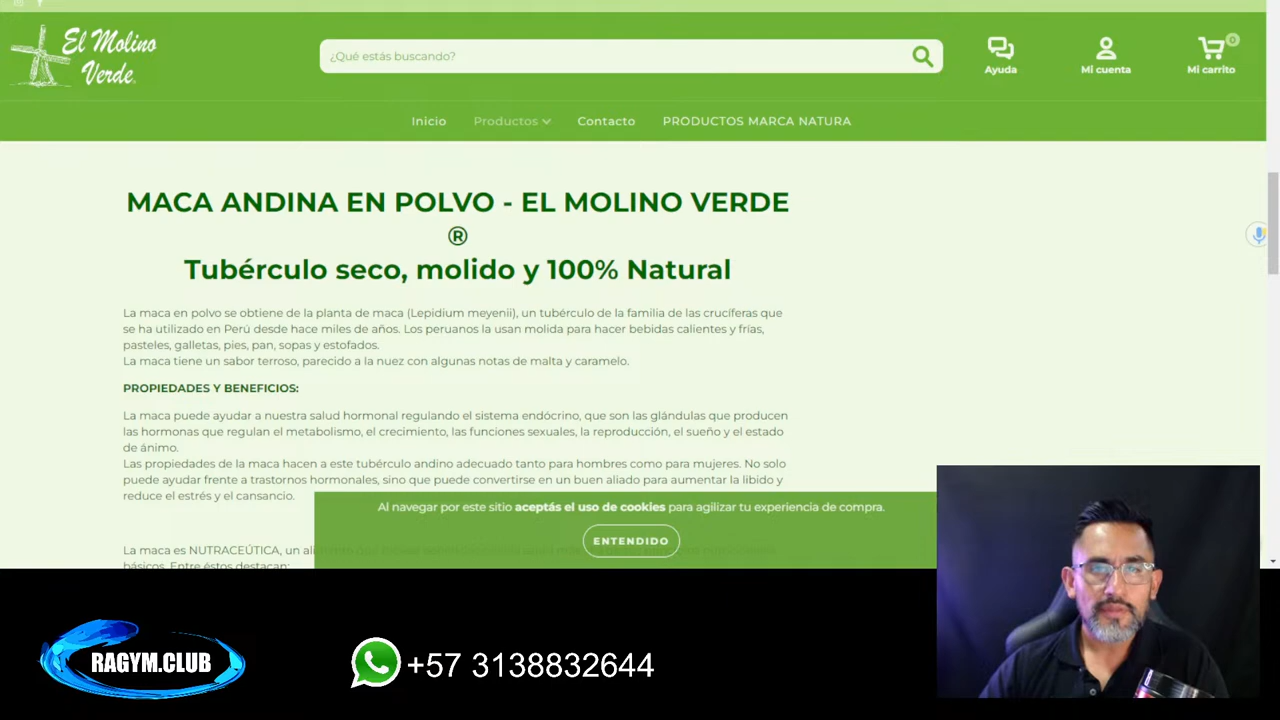 El Molino
Verde
¿Qué estás buscando?
Ayuda
Mi cuenta
0
Mi carrito
Inicio
Productos
Contacto
PRODUCTOS MARCA NATURA
MACA ANDINA EN POLVO - EL MOLINO VERDE
®
Tubérculo seco, molido y 100% Natural
La maca en polvo se obtiene de la planta de maca (Lepidium meyenii), un tubérculo de la familia de las crucíferas que
se ha utilizado en Perú desde hace miles de años. Los peruanos la usan molida para hacer bebidas calientes y frías,
pasteles, galletas, pies, pan, sopas y estofados.
La maca tiene un sabor terroso, parecido a la nuez con algunas notas de malta y caramelo.
PROPIEDADES Y BENEFICIOS:
La maca puede ayudar a nuestra salud hormonal regulando el sistema endócrino, que son las glándulas que producen
las hormonas que regulan el metabolismo, el crecimiento, las funciones sexuales, la reproducción, el sueño y el estado
de ánimo.
Las propiedades de la maca hacen a este tubérculo andino adecuado tanto para hombres como para mujeres. No solo
puede ayudar frente a trastornos hormonales, sino que puede convertirse en un buen aliado para aumentar la libido y
reduce el estrés y el cansancio.
Al navegar por este sitio aceptás el uso de cookies para agilizar tu experiencia de compra.
ENTENDIDO
La maca es NUTRACEÚTICA, un
básicos. Entre éstos destacan:
RAGYM.CLUB
+57 3138832644